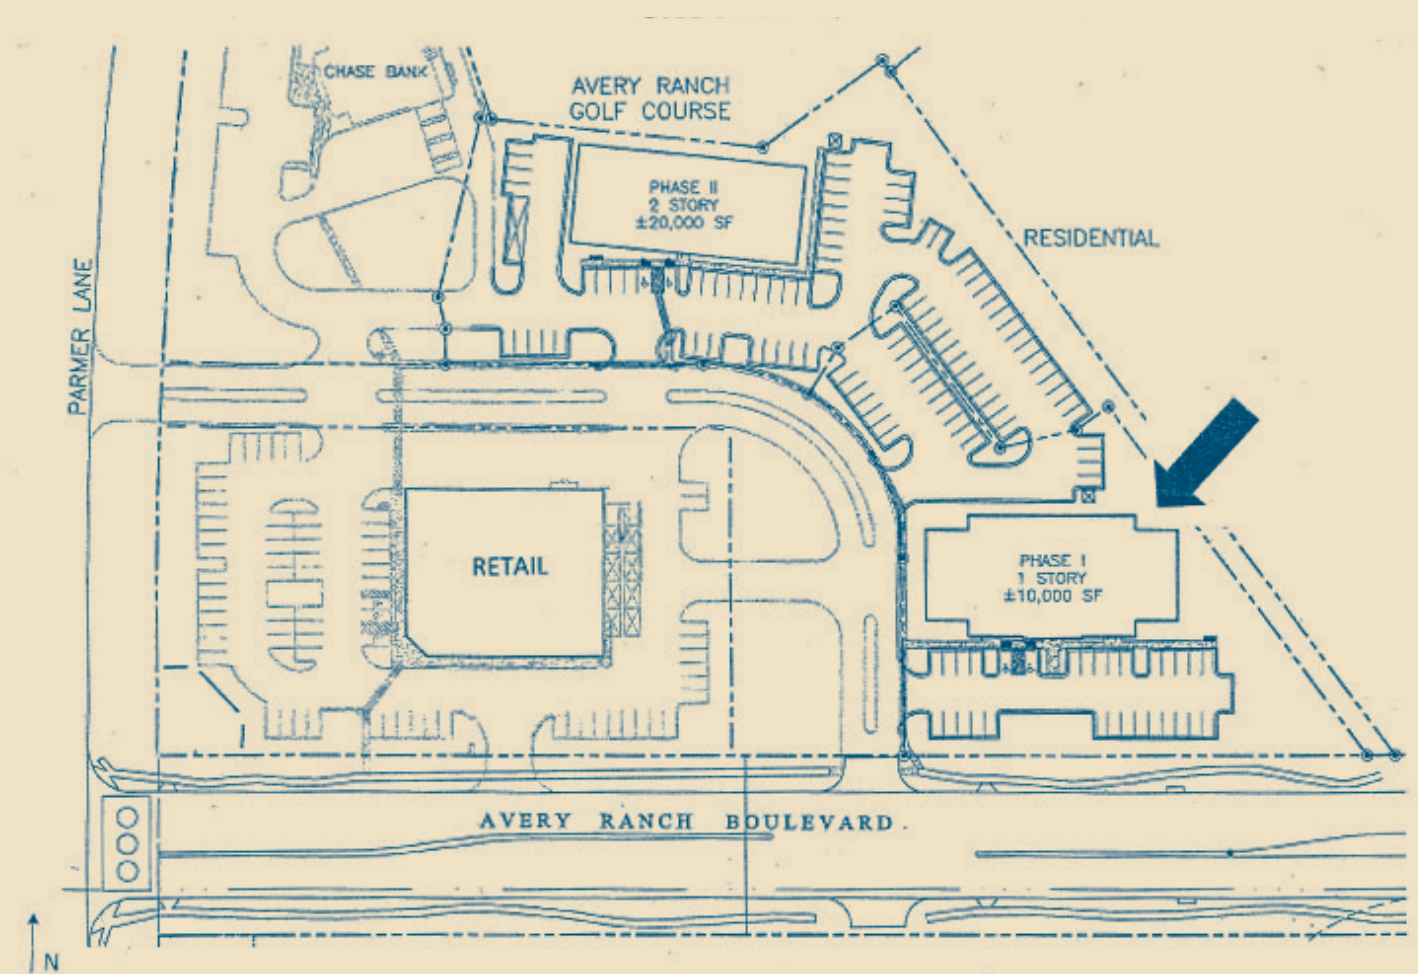 CHASE BANK
AVERY RANCH
GOLF COURSE
PHASE II
2 STORY
±20,000 SF
RESIDENTIAL
PARMER LANE
RETAIL
PHASE I
1 STORY
±10,000 SF
AVERY RANCH BOULEVARD
N